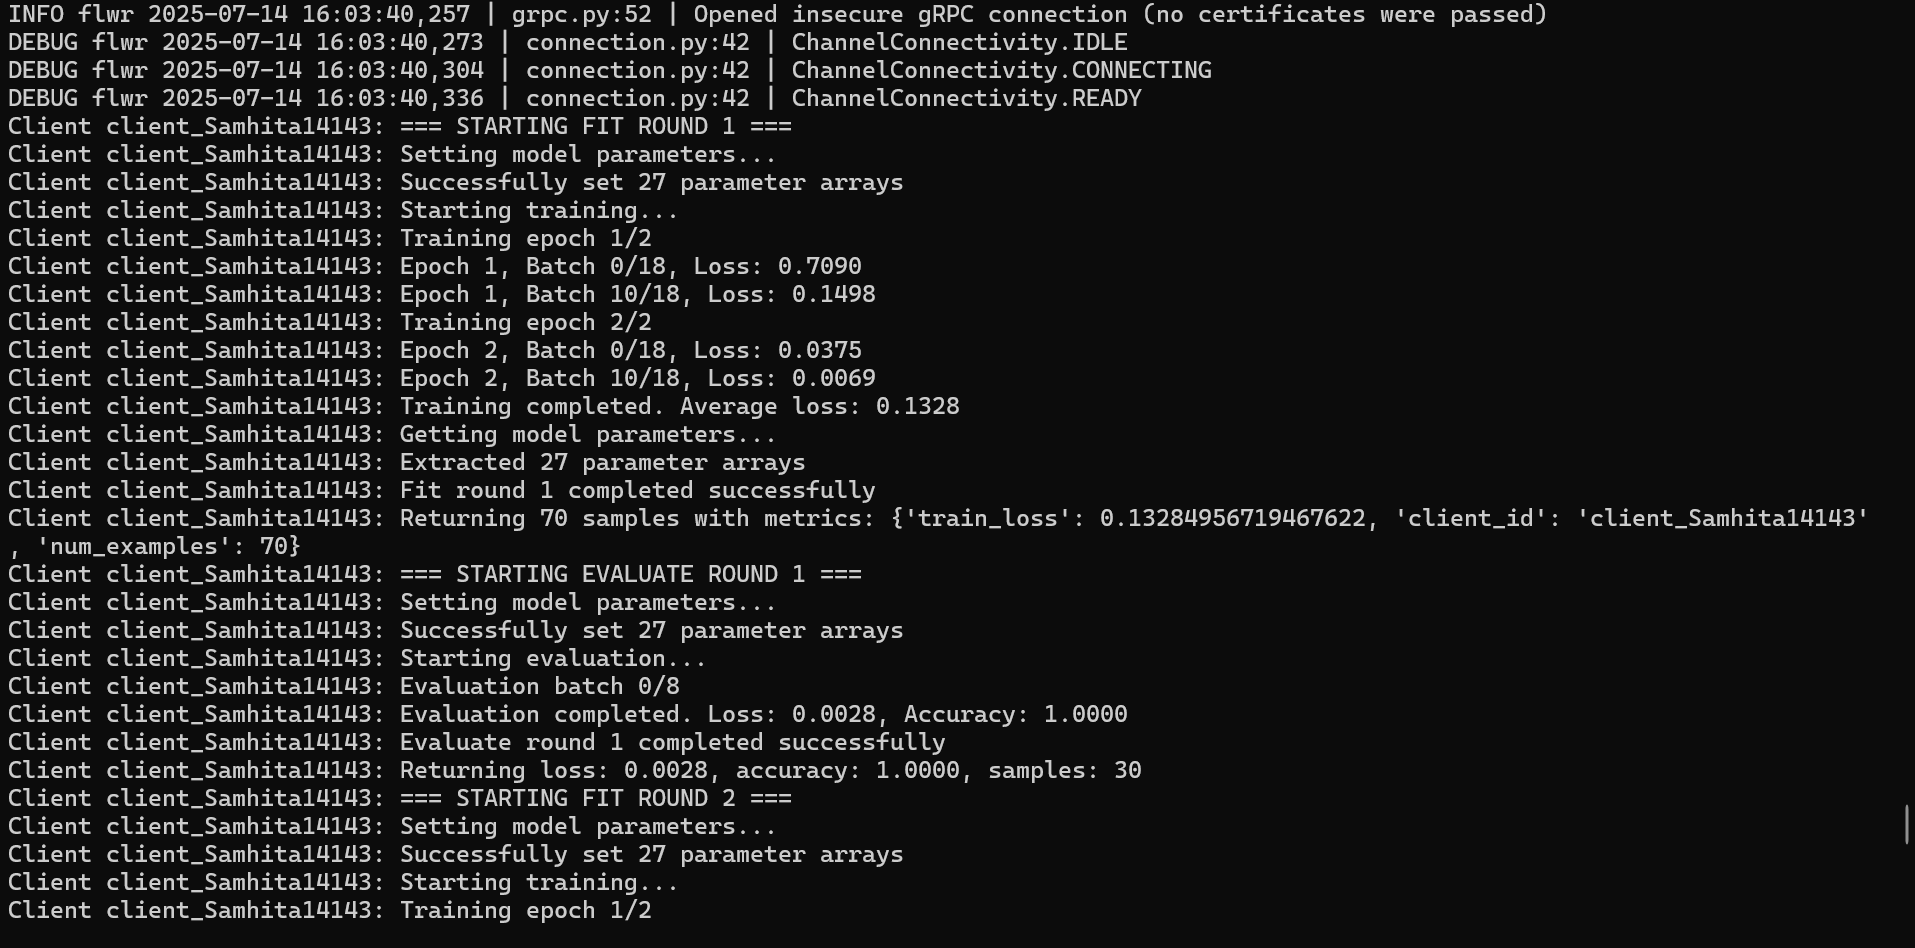 INFO flwr 2025-07-14 16:03:40,257 | grpc.py:52 | Opened insecure gRPC connection (no certificates were passed)
DEBUG flwr 2025-07-14 16:03:40,273 | connection.py:42 | ChannelConnectivity.IDLE
DEBUG flwr 2025-07-14 16:03:40,304 | connection.py:42 | ChannelConnectivity.CONNECTING
DEBUG flwr 2025-07-14 16:03:40,336 | connection.py:42 | ChannelConnectivity.READY
Client client_Samhita14143: === STARTING FIT ROUND 1 ===
Client client_Samhita14143: Setting model parameters...
Client client_Samhita14143: Successfully set 27 parameter arrays
Client client_Samhita14143: Starting training...
Client client_Samhita14143: Training epoch 1/2
Client client_Samhita14143: Epoch 1, Batch 0/18, Loss: 0.7090
Client client_Samhita14143: Epoch 1, Batch 10/18, Loss: 0.1498
Client client_Samhita14143: Training epoch 2/2
Client client_Samhita14143: Epoch 2, Batch 0/18, Loss: 0.0375
Client client_Samhita14143: Epoch 2, Batch 10/18, Loss: 0.0069
Client client_Samhita14143: Training completed. Average loss: 0.1328
Client client_Samhita14143: Getting model parameters...
Client client_Samhita14143: Extracted 27 parameter arrays
Client client_Samhita14143: Fit round 1 completed successfully
Client client_Samhita14143: Returning 70 samples with metrics: {'train_loss': 0.13284956719467622, 'client_id': 'client_Samhita14143'
, 'num_examples': 70}
Client client_Samhita14143: === STARTING EVALUATE ROUND 1 ===
Client client_Samhita14143: Setting model parameters...
Client client_Samhita14143: Successfully set 27 parameter arrays
Client client_Samhita14143: Starting evaluation...
Client client_Samhita14143: Evaluation batch 0/8
Client client_Samhita14143: Evaluation completed. Loss: 0.0028, Accuracy: 1.0000
Client client_Samhita14143: Evaluate round 1 completed successfully
Client client_Samhita14143: Returning loss: 0.0028, accuracy: 1.0000, samples: 30
Client client_Samhita14143: === STARTING FIT ROUND 2 ===
Client client_Samhita14143: Setting model parameters...
Client client_Samhita14143: Successfully set 27 parameter arrays
Client client_Samhita14143: Starting training...
Client client_Samhita14143: Training epoch 1/2